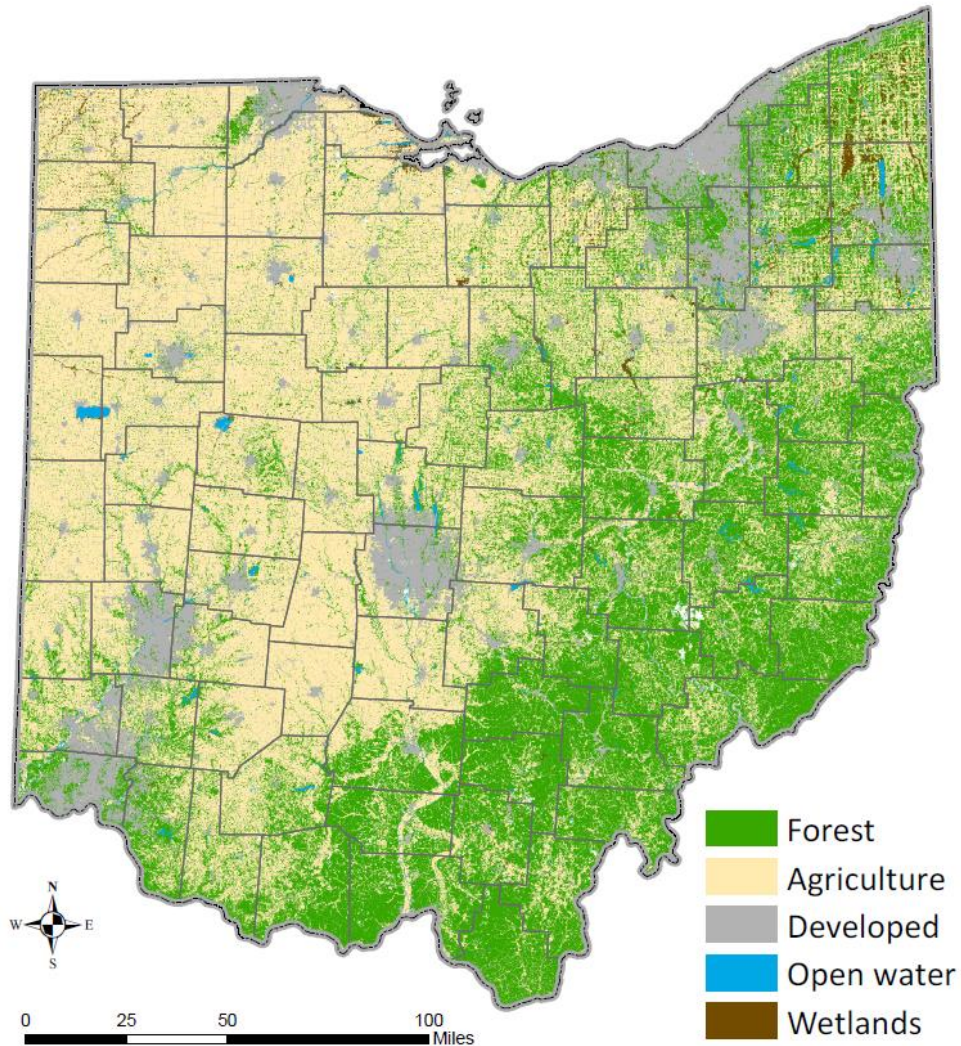 Forest
Agriculture
Developed
Open water
Wetlands
N
W E
S
0 25 50 100
Miles